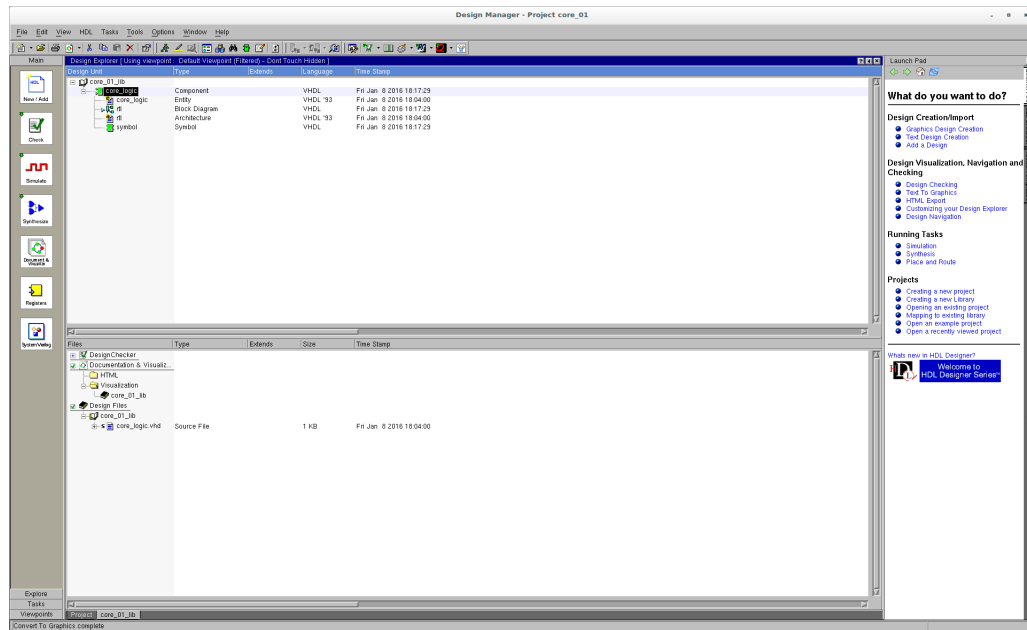 Design Manager - Project core_01
File Edit View HDL Tasks Tools Options Window Help
Main
New / Add
Check
Simulate
Synthesize
Document & Visualize
Registers
SystemVerilog
Explore
Tasks
Viewpoints
Design Explorer [ Using viewpoint : Default Viewpoint (Filtered) - Dont Touch Hidden ]
Design Unit Type Extends Language Time Stamp
core_01_lib
core_logic Component VHDL Fri Jan 8 2016 18:17:29
core_logic Entity VHDL '93 Fri Jan 8 2016 18:04:00
rtl Block Diagram VHDL Fri Jan 8 2016 18:17:29
rtl Architecture VHDL '93 Fri Jan 8 2016 18:04:00
symbol Symbol VHDL Fri Jan 8 2016 18:17:29
Files Type Extends Size Time Stamp
DesignChecker
Documentation & Visualiz...
HTML
Visualization
core_01_lib
Design Files
core_01_lib
core_logic.vhd Source File 1 KB Fri Jan 8 2016 18:04:00
Project core_01_lib
Convert To Graphics complete
Launch Pad
What do you want to do?
Design Creation/Import
Graphics Design Creation
Text Design Creation
Add a Design
Design Visualization, Navigation and
Checking
Design Checking
Text To Graphics
HTML Export
Customizing your Design Explorer
Design Navigation
Running Tasks
Simulation
Synthesis
Place and Route
Projects
Creating a new project
Creating a new Library
Opening an existing project
Mapping to existing library
Open an example project
Open a recently viewed project
Whats new in HDL Designer?
Welcome to
HDL Designer Series™